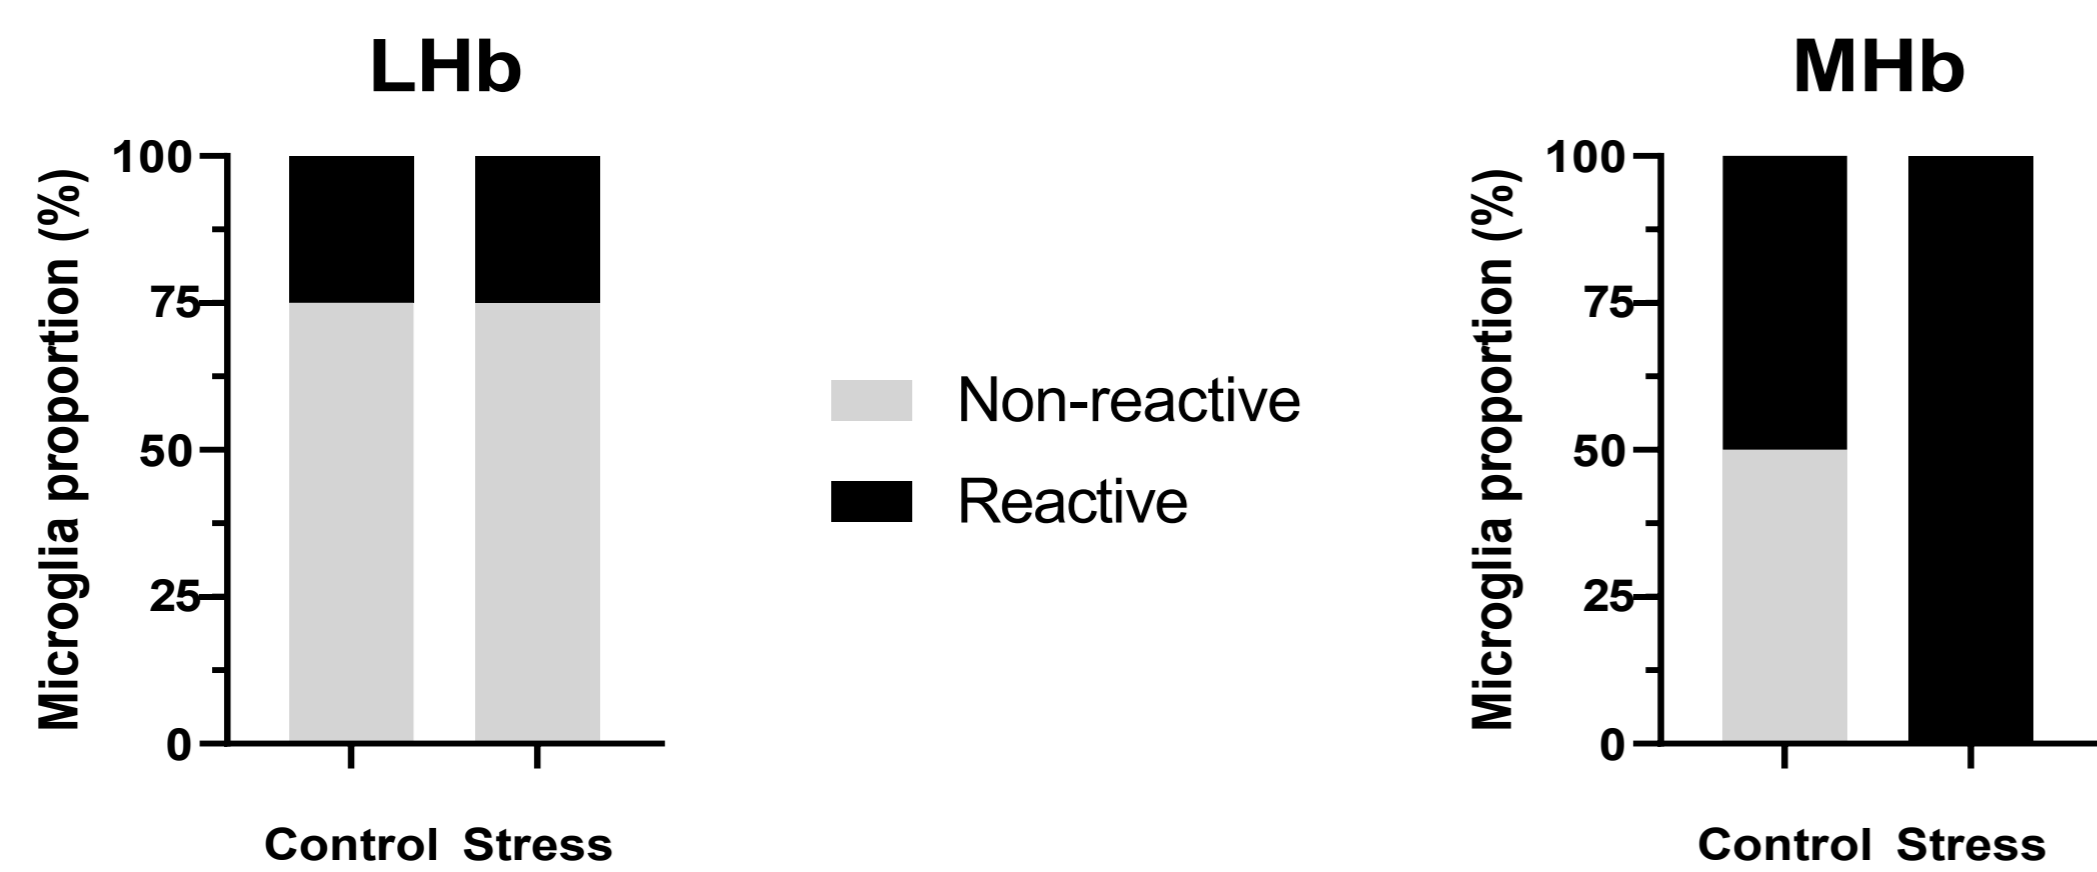 LHb
Microglia proportion (%)
100
75
50
25
0
Control Stress
Non-reactive
Reactive
MHb
Microglia proportion (%)
100
75
50
25
0
Control Stress